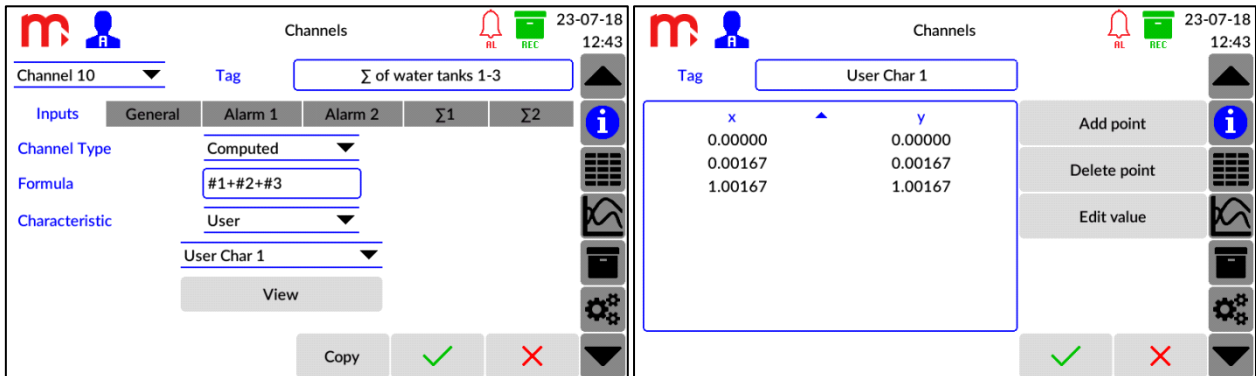 Channels
23-07-18
12:43
A
AL
REC
Channel 10
Tag
∑ of water tanks 1-3
Inputs
General
Alarm 1
Alarm 2
∑1
∑2
Channel Type
Computed
Formula
#1+#2+#3
Characteristic
User
User Char 1
View
Copy
Channels
23-07-18
12:43
A
AL
REC
Tag
User Char 1
x y
0.00000 0.00000
0.00167 0.00167
1.00167 1.00167
Add point
Delete point
Edit value